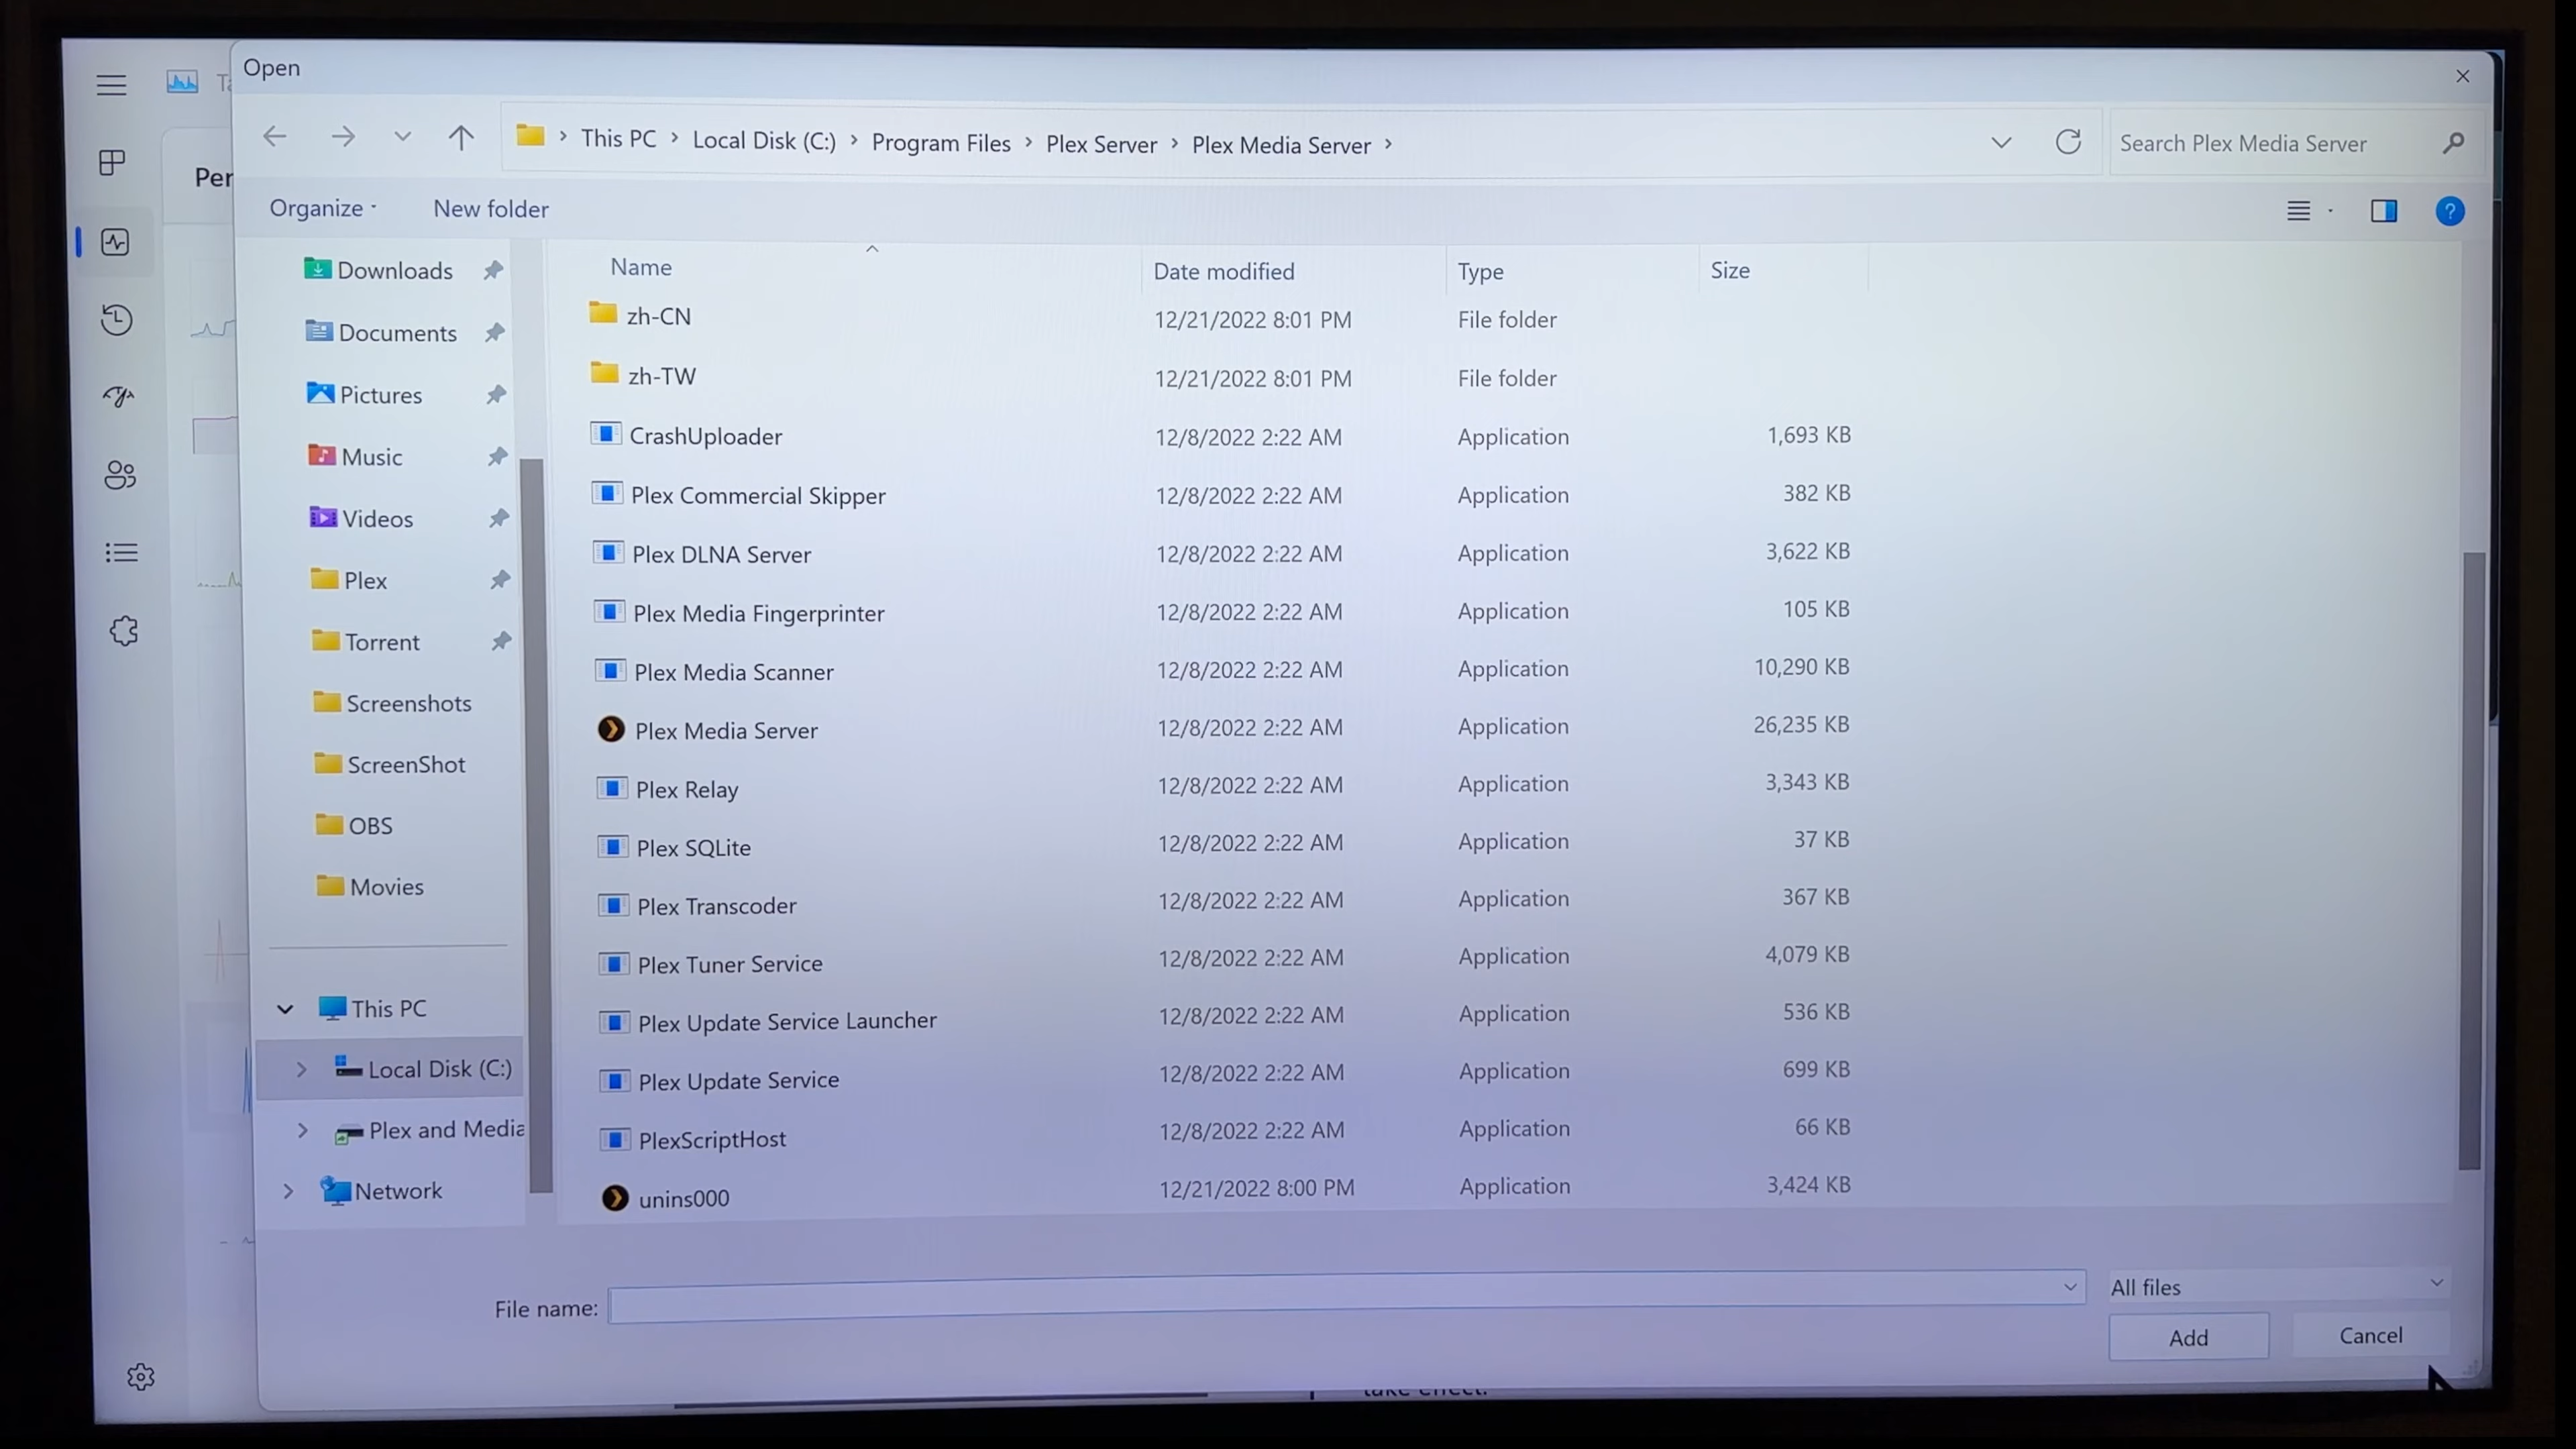 Open
This PC > Local Disk (C:) > Program Files > Plex Server > Plex Media Server >
Search Plex Media Server
Organize
New folder
Name
Date modified
Type
Size
Downloads
Documents
Pictures
Music
Videos
Plex
Torrent
Screenshots
ScreenShot
OBS
Movies
This PC
Local Disk (C:)
Plex and Media
Network
zh-CN 12/21/2022 8:01 PM File folder
zh-TW 12/21/2022 8:01 PM File folder
CrashUploader 12/8/2022 2:22 AM Application 1,693 KB
Plex Commercial Skipper 12/8/2022 2:22 AM Application 382 KB
Plex DLNA Server 12/8/2022 2:22 AM Application 3,622 KB
Plex Media Fingerprinter 12/8/2022 2:22 AM Application 105 KB
Plex Media Scanner 12/8/2022 2:22 AM Application 10,290 KB
Plex Media Server 12/8/2022 2:22 AM Application 26,235 KB
Plex Relay 12/8/2022 2:22 AM Application 3,343 KB
Plex SQLite 12/8/2022 2:22 AM Application 37 KB
Plex Transcoder 12/8/2022 2:22 AM Application 367 KB
Plex Tuner Service 12/8/2022 2:22 AM Application 4,079 KB
Plex Update Service Launcher 12/8/2022 2:22 AM Application 536 KB
Plex Update Service 12/8/2022 2:22 AM Application 699 KB
PlexScriptHost 12/8/2022 2:22 AM Application 66 KB
unins000 12/21/2022 8:00 PM Application 3,424 KB
File name:
All files
Add
Cancel